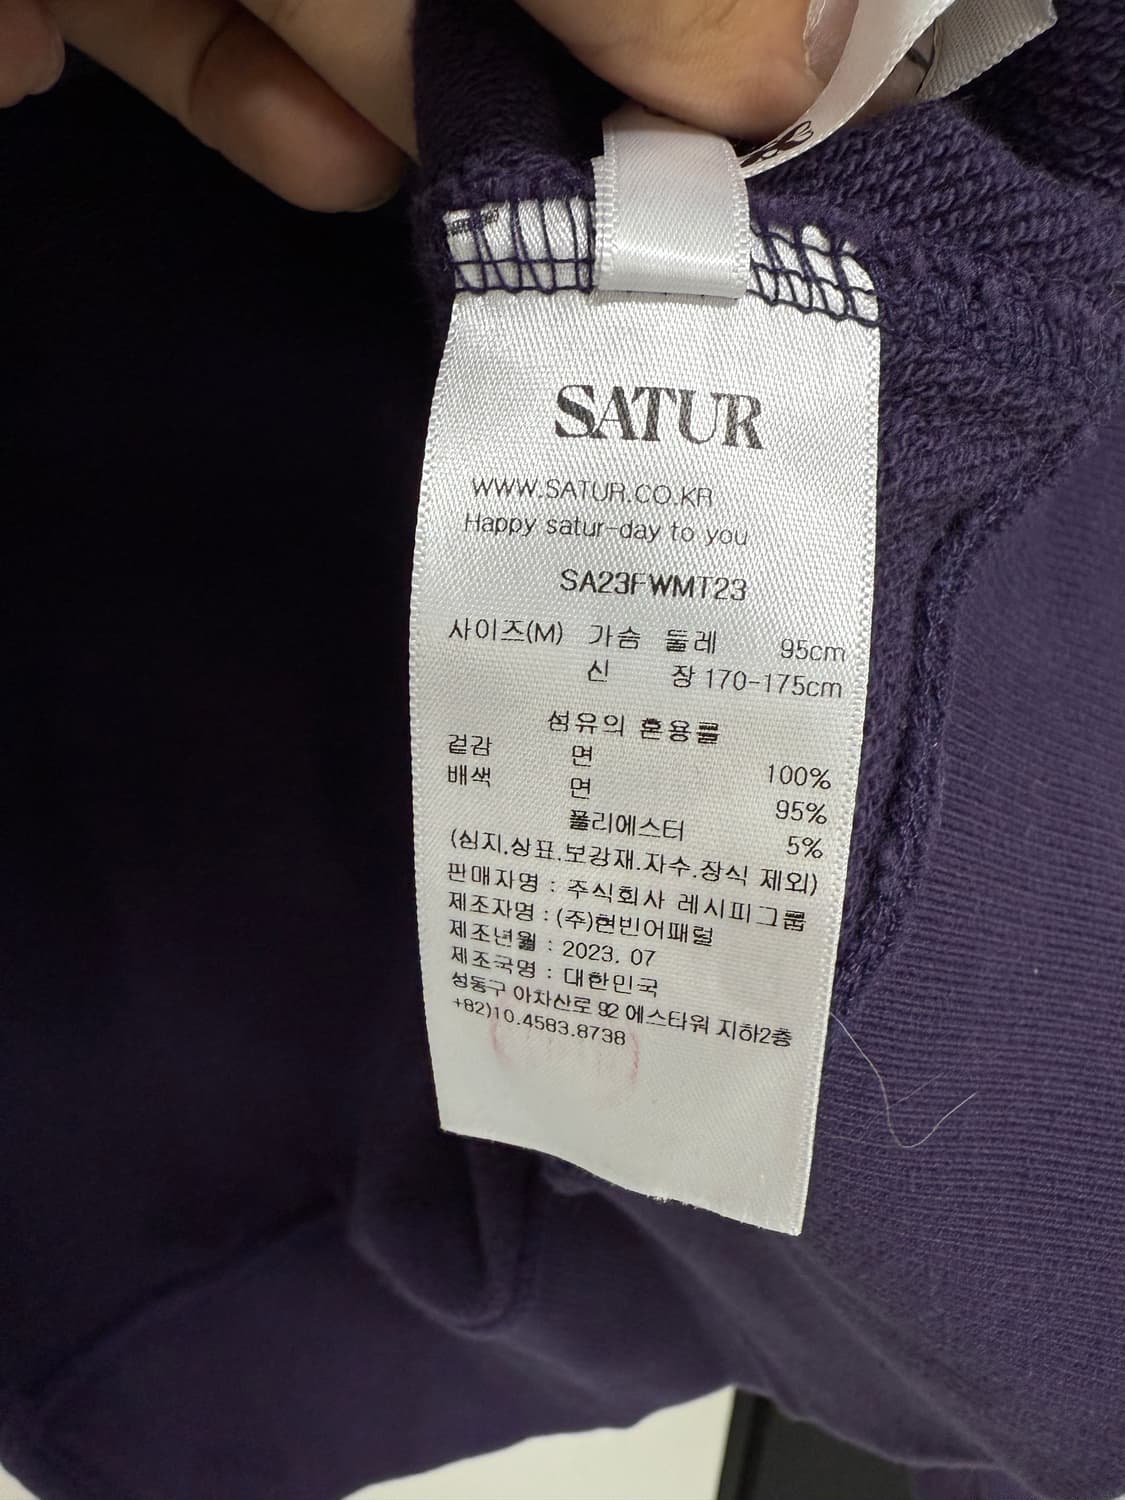 SATUR
WWW.SATUR.CO.KR
Happy satur-day to you
SA23FWMT23
사이즈(M) 가슴 둘레 95cm
신 장 170-175cm
섬유의 혼용률
겉감 면 100%
배색 면 95%
폴리에스터 5%
(심지.상표.보강재.자수.장식 제외)
판매자명 : 주식회사 레시피그룹
제조자명 : (주)현빈어패럴
제조년월 : 2023. 07
제조국명 : 대한민국
성동구 아차산로 92 에스타워 지하2층
+82)10.4583.8738